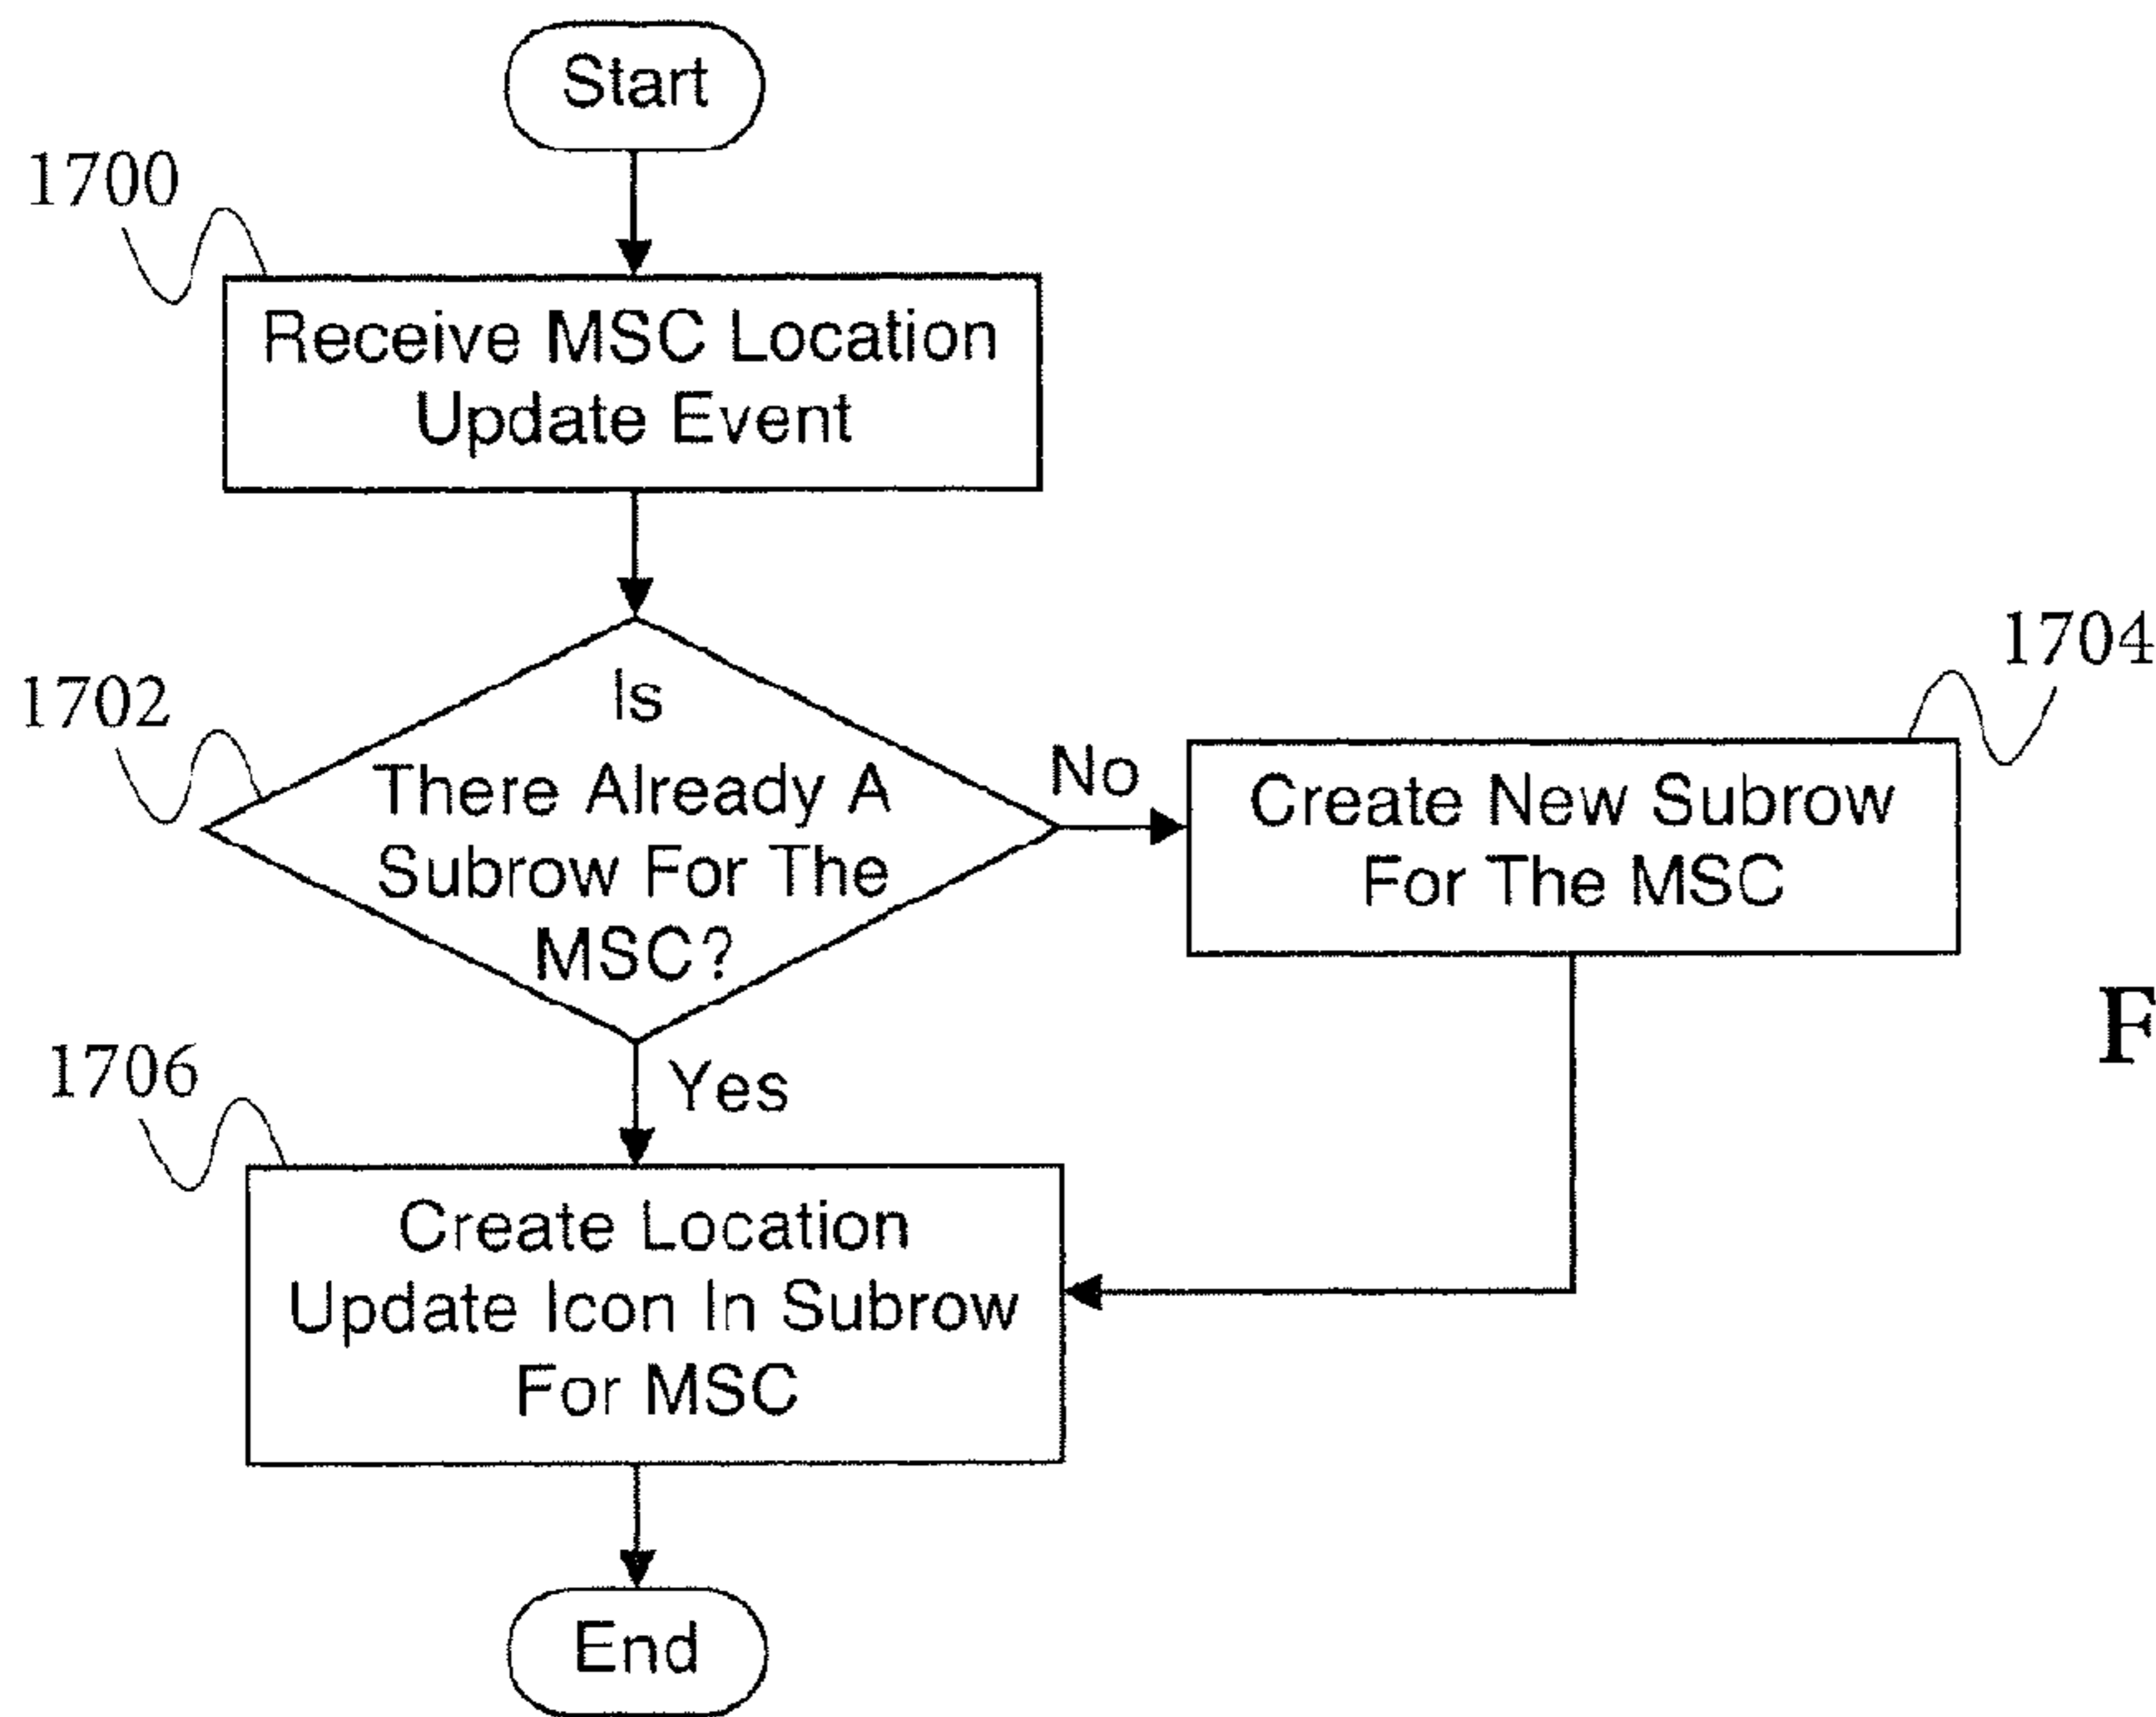 Start
1700
Receive MSC Location
Update Event
1702
Is
There Already A
Subrow For The
MSC?
No
1704
Create New Subrow
For The MSC
F
1706
Yes
Create Location
Update Icon In Subrow
For MSC
End